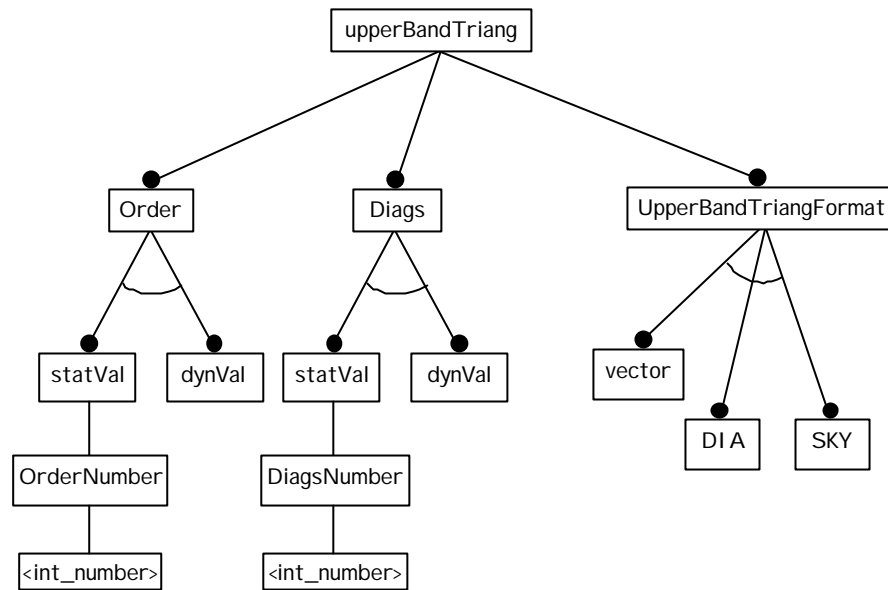 upperBandTriang
Order
Diags
UpperBandTriangFormat
statVal
dynVal
statVal
dynVal
vector
DIA
SKY
OrderNumber
DiagsNumber
<int_number>
<int_number>